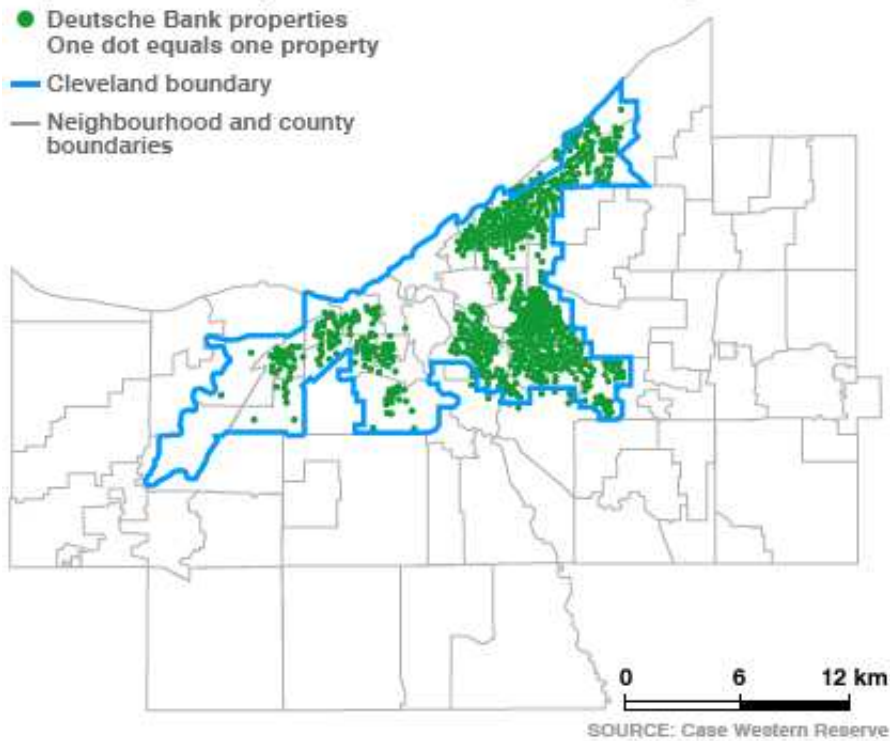 Deutsche Bank properties
One dot equals one property
Cleveland boundary
Neighbourhood and county
boundaries
0 6 12 km
SOURCE: Case Western Reserve